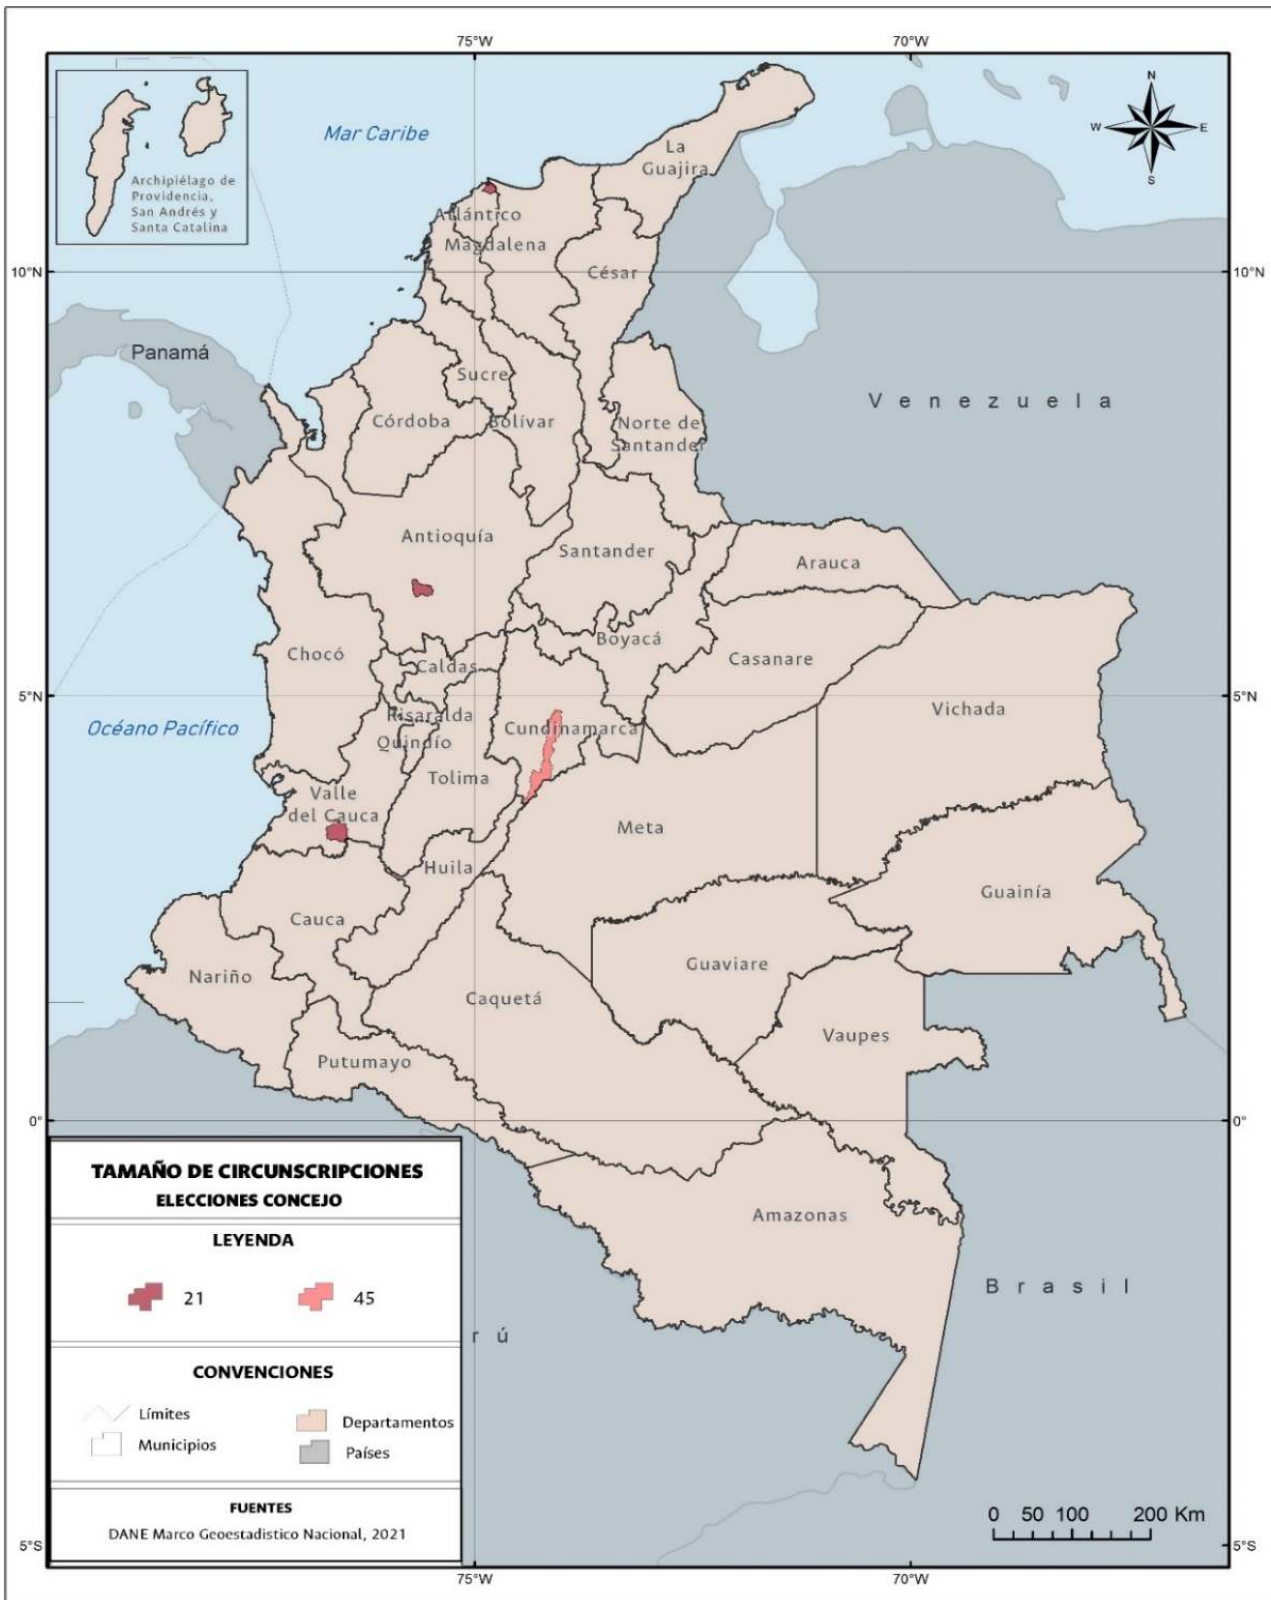 75°W
70°W
N
W
E
S
Mar Caribe
Archipiélago de
Providencia,
San Andrés y
Santa Catalina
La
Guajira
Atlántico
Magdalena
10°N
César
10°N
Panamá
Sucre
Venezuela
Córdoba
Bolívar
Norte de
Santander
Antioquía
Santander
Arauca
Boyacá
Chocó
Caldas
Casanare
5°N
5°N
Risaralda
Vichada
Océano Pacífico
Cundinamarca
Quindío
Tolima
Valle
del Cauca
Meta
Huila
Guainía
Cauca
Guaviare
Nariño
Caquetá
Vaupes
Putumayo
0°
0°
TAMAÑO DE CIRCUNSCRIPCIONES
ELECCIONES CONCEJO
Amazonas
LEYENDA
Brasil
21
45
rú
CONVENCIONES
Límites
Departamentos
Municipios
Países
FUENTES
DANE Marco Geoestadistico Nacional, 2021
0 50 100 200 Km
5°S
5°S
75°W
70°W